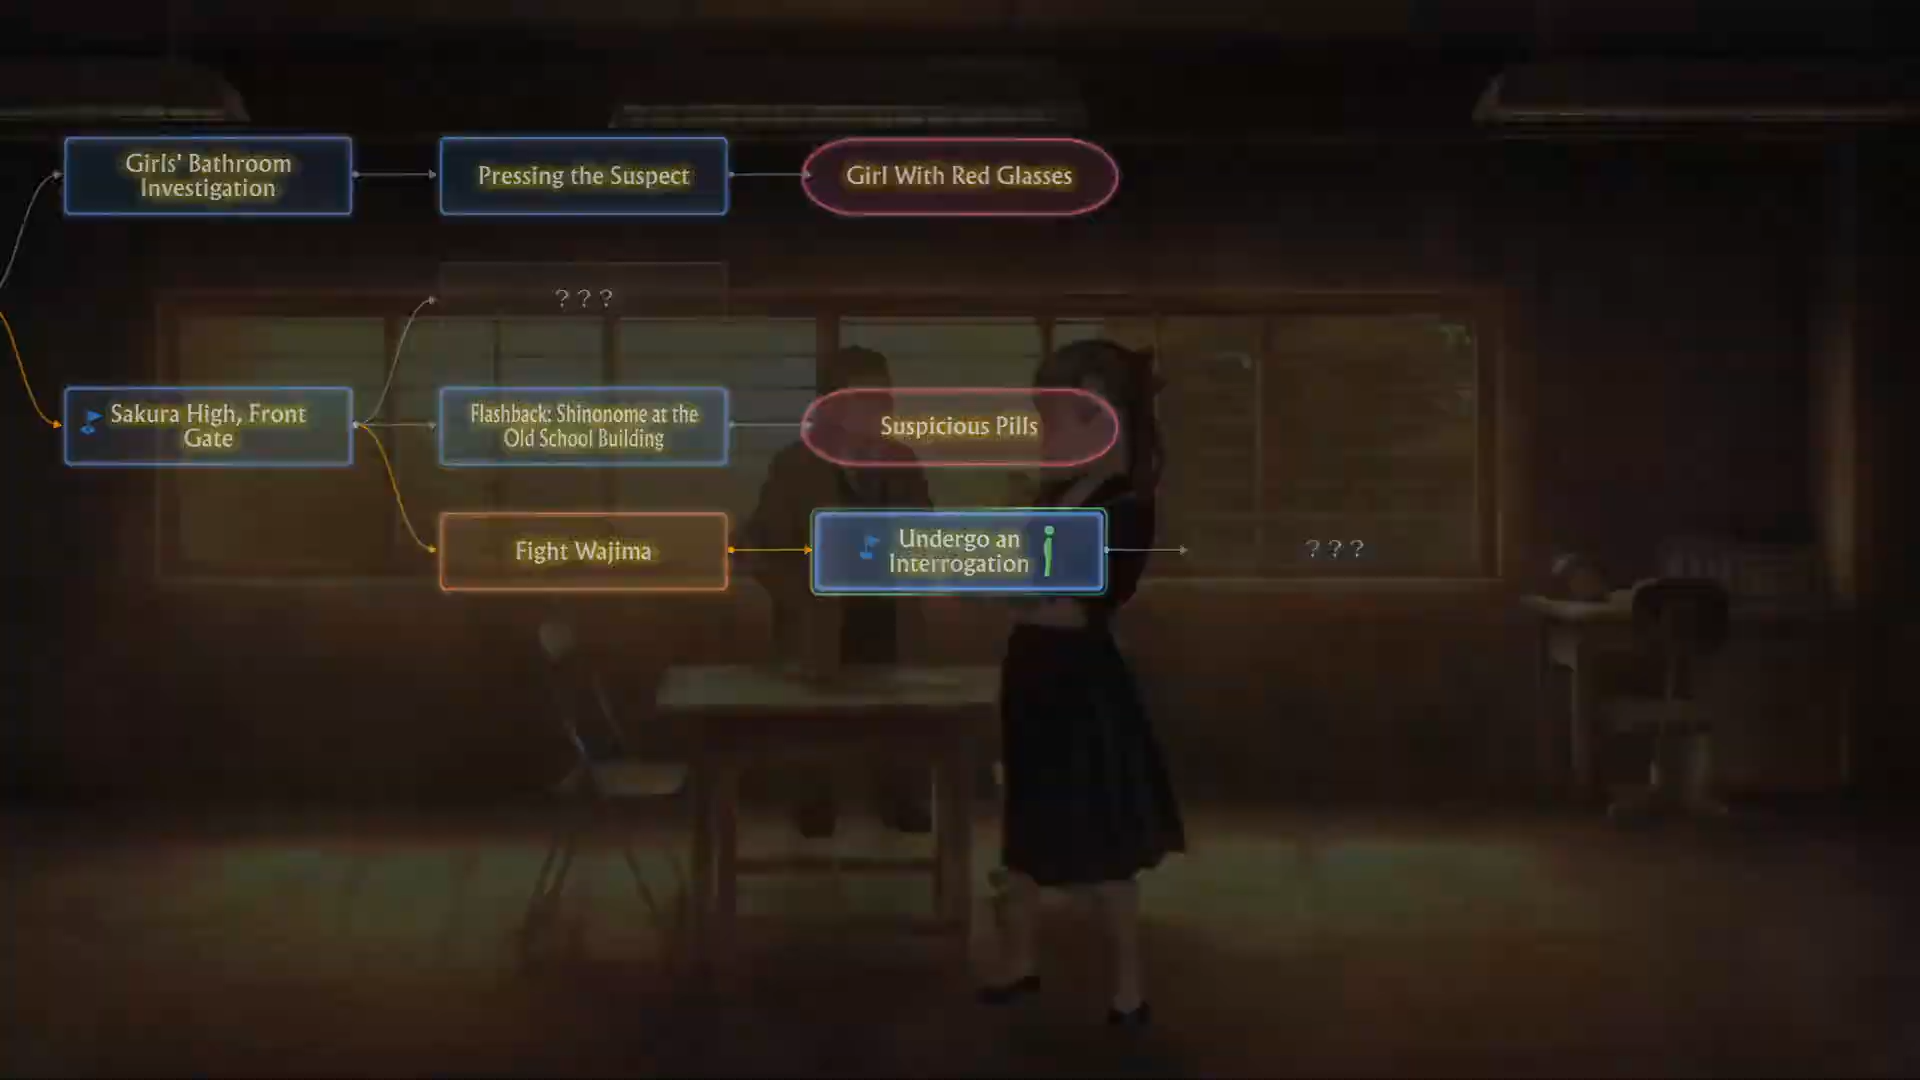 Girls' Bathroom
Investigation
Pressing the Suspect
Girl With Red Glasses
? ? ?
Sakura High, Front
Gate
Flashback: Shinonome at the
Old School Building
Suspicious Pills
Fight Wajima
Undergo an
Interrogation
? ? ?